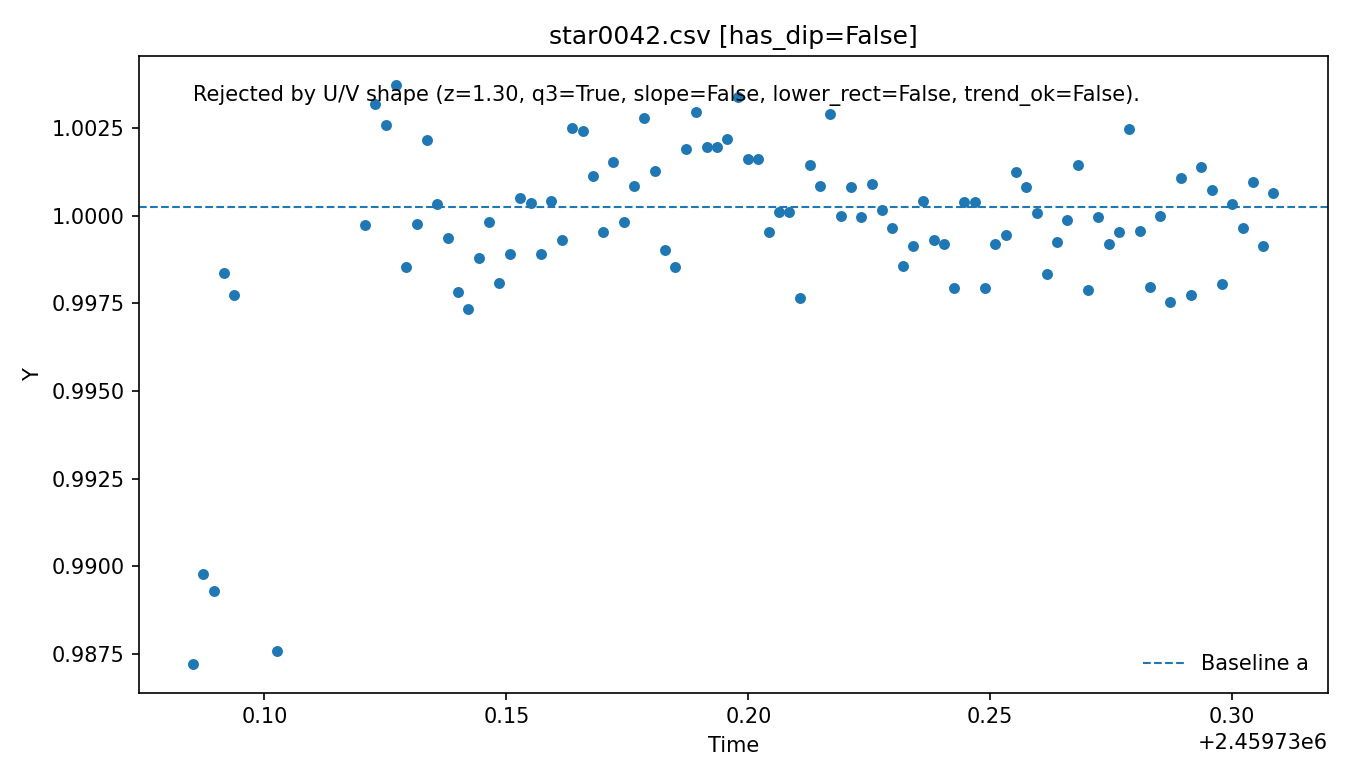 star0042.csv [has_dip=False]
Rejected by U/V shape (z=1.30, q3=True, slope=False, lower_rect=False, trend_ok=False).
1.0025
1.0000
0.9975
0.9950
0.9925
0.9900
0.9875
Y
Baseline a
0.10 0.15 0.20 0.25 0.30
Time
+2.45973e6